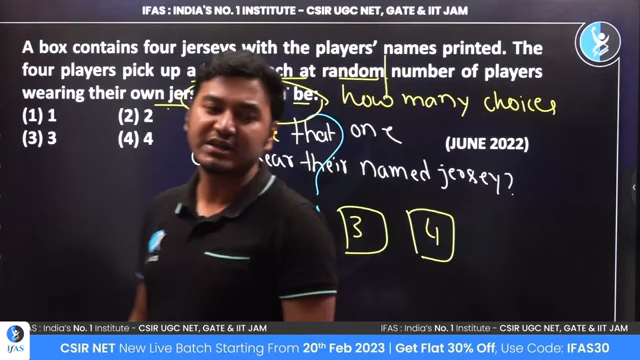 IFAS: INDIA'S NO. 1 INSTITUTE - CSIR UGC NET, GATE & IIT JAM
A box contains four jerseys with the players' names printed. The
four players pick up a at random number of players
wearing their own be:
how many choices
(1) 1
(2) 2
that one
(3) 3
(4) 4
(JUNE 2022)
their named jersey?
3
4
IFAS : India's No. 1 Institute - CSIR UGC NET, GATE & IIT JAM
IFAS : India's No. 1 Institute - CSIR UGC NET, GATE & IIT JAM
iFAS
CSIR NET New Live Batch Starting From 20th Feb 2023 | Get Flat 30% Off, Use Code: IFAS30